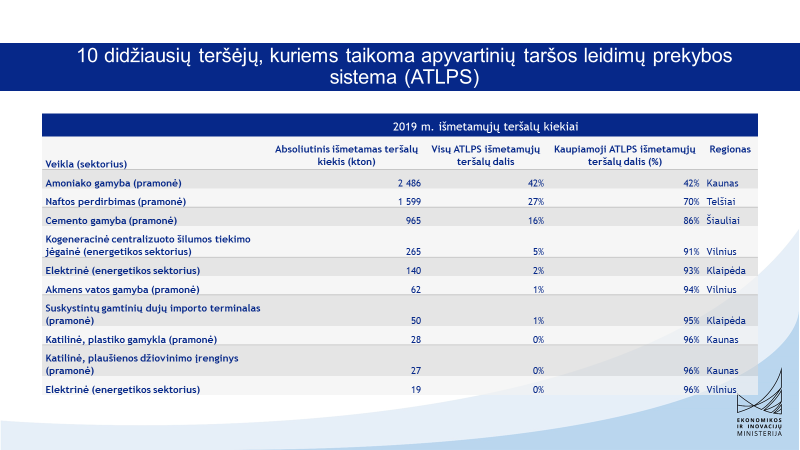 10 didžiausių teršėjų, kuriems taikoma apyvartinių taršos leidimų prekybos
sistema (ATLPS)
2019 m. išmetamųjų teršalų kiekiai
Veikla (sektorius) Absoliutinis išmetamas teršalų kiekis (kton) Visų ATLPS išmetamųjų teršalų dalis Kaupiamoji ATLPS išmetamųjų teršalų dalis (%) Regionas
Amoniako gamyba (pramonė) 2 486 42% 42% Kaunas
Naftos perdirbimas (pramonė) 1 599 27% 70% Telšiai
Cemento gamyba (pramonė) 965 16% 86% Šiauliai
Kogeneracinė centralizuoto šilumos tiekimo
jėgainė (energetikos sektorius) 265 5% 91% Vilnius
Elektrinė (energetikos sektorius) 140 2% 93% Klaipėda
Akmens vatos gamyba (pramonė) 62 1% 94% Vilnius
Suskystintų gamtinių dujų importo terminalas
(pramonė) 50 1% 95% Klaipėda
Katilinė, plastiko gamykla (pramonė) 28 0% 96% Kaunas
Katilinė, plaušienos džiovinimo įrenginys
(pramonė) 27 0% 96% Kaunas
Elektrinė (energetikos sektorius) 19 0% 96% Vilnius
EKONOMIKOS
IR INOVACIJŲ
MINISTERIJA